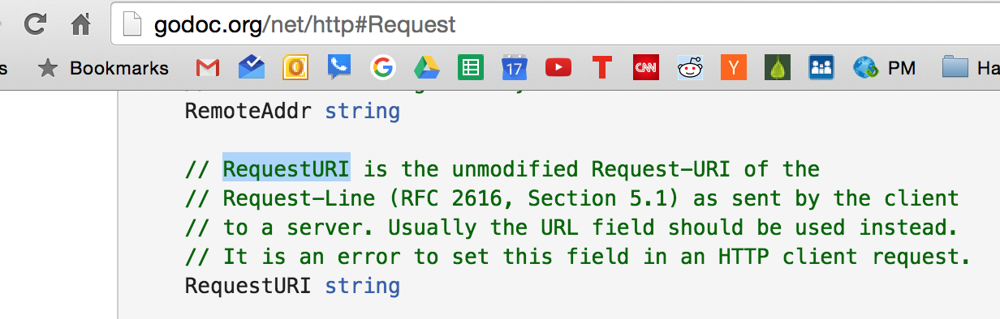 godoc.org/net/http#Request
s Bookmarks 17 T CNN Y PM Ha
RemoteAddr string
// RequestURI is the unmodified Request-URI of the
// Request-Line (RFC 2616, Section 5.1) as sent by the client
// to a server. Usually the URL field should be used instead.
// It is an error to set this field in an HTTP client request.
RequestURI string